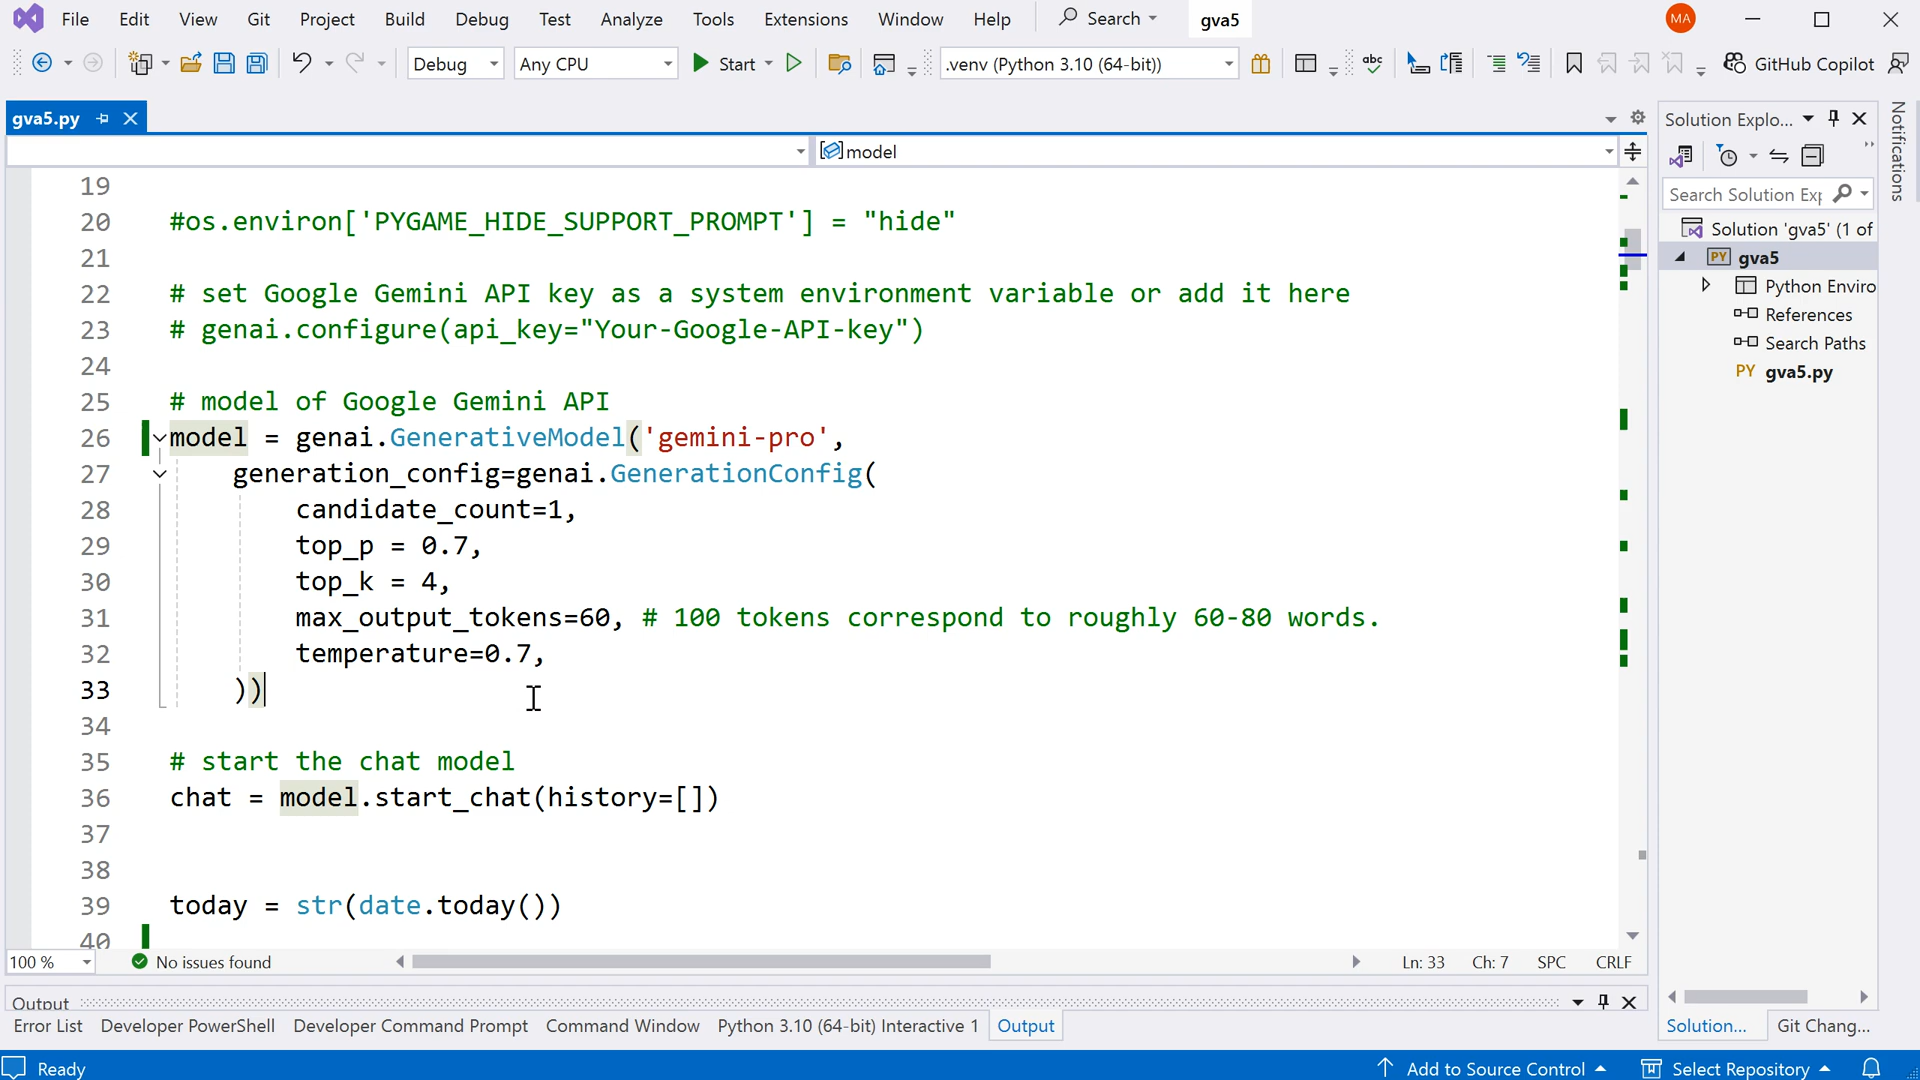 File Edit View Git Project Build Debug Test Analyze Tools Extensions Window Help Search gva5 MA
Debug Any CPU Start .venv (Python 3.10 (64-bit)) abc GitHub Copilot
gva5.py
model
19
20 #os.environ['PYGAME_HIDE_SUPPORT_PROMPT'] = "hide"
21
22 # set Google Gemini API key as a system environment variable or add it here
23 # genai.configure(api_key="Your-Google-API-key")
24
25 # model of Google Gemini API
26 model = genai.GenerativeModel('gemini-pro',
27 generation_config=genai.GenerationConfig(
28 candidate_count=1,
29 top_p = 0.7,
30 top_k = 4,
31 max_output_tokens=60, # 100 tokens correspond to roughly 60-80 words.
32 temperature=0.7,
33 ))
34
35 # start the chat model
36 chat = model.start_chat(history=[])
37
38
39 today = str(date.today())
40
100 % No issues found Ln: 33 Ch: 7 SPC CRLF
Output
Error List Developer PowerShell Developer Command Prompt Command Window Python 3.10 (64-bit) Interactive 1 Output
Solution Explo...
Search Solution Exp
Solution 'gva5' (1 of
PY gva5
Python Enviro
References
Search Paths
PY gva5.py
Solution... Git Chang...
Notifications
Ready Add to Source Control Select Repository